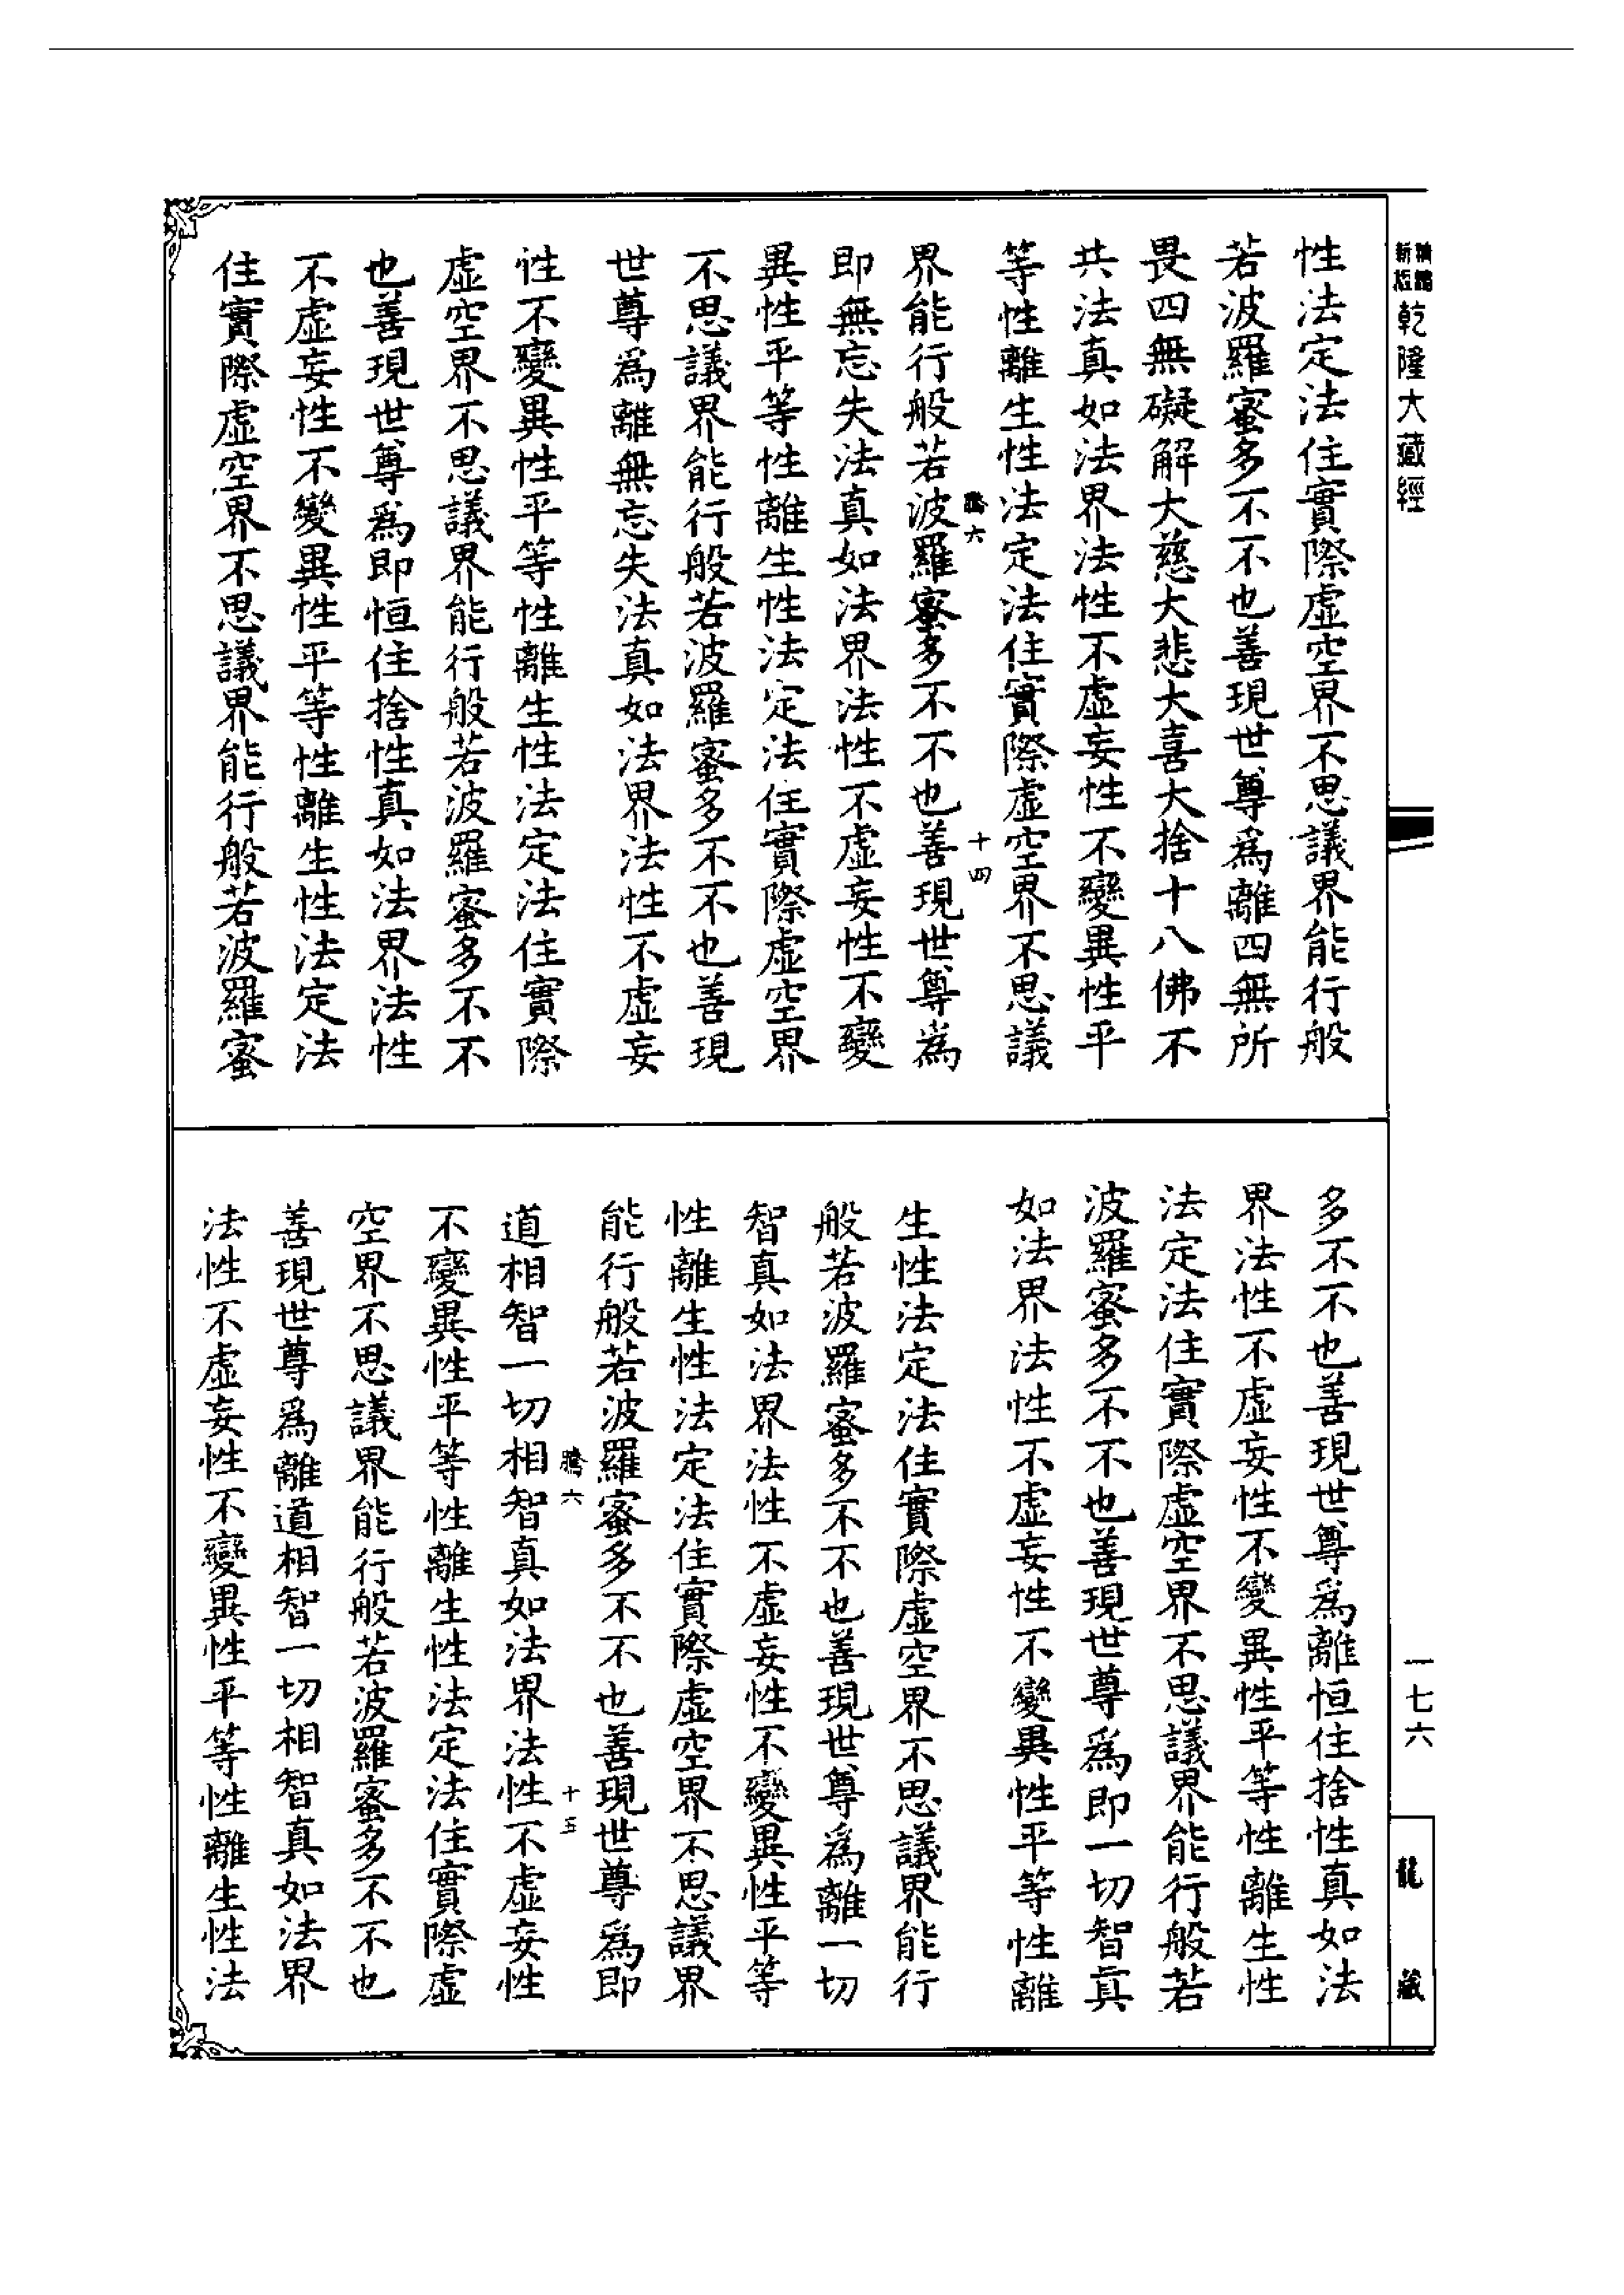 乾隆大藏經
性法定法住實際虛空界不思議界能行般
若波羅蜜多不不也善現世尊爲離四無所
畏四無礙解大慈大悲大喜大捨十八佛不
共法真如法界法性不虛妄性不變異性平
等性離生性法定法住實際虛空界不思議
騰六 十四
界能行般若波羅蜜多不不也善現世尊爲
即無忘失法真如法界法性不虛妄性不變
異性平等性離生性法定法住實際虛空界
不思議界能行般若波羅蜜多不不也善現
世尊爲離無忘失法真如法界法性不虛妄
性不變異性平等性離生性法定法住實際
虛空界不思議界能行般若波羅蜜多不不
也善現世尊爲即恒住捨性真如法界法性
不虛妄性不變異性平等性離生性法定法
住實際虛空界不思議界能行般若波羅蜜
多不不也善現世尊爲離恒住捨性真如法
界法性不虛妄性不變異性平等性離生性
法定法住實際虛空界不思議界能行般若
波羅蜜多不不也善現世尊爲即一切智真
如法界法性不虛妄性不變異性平等性離
生性法定法住實際虛空界不思議界能行
般若波羅蜜多不不也善現世尊爲離一切
智真如法界法性不虛妄性不變異性平等
性離生性法定法住實際虛空界不思議界
能行般若波羅蜜多不不也善現世尊爲即
騰六 十五
道相智一切相智真如法界法性不虛妄性
不變異性平等性離生性法定法住實際虛
空界不思議界能行般若波羅蜜多不不也
善現世尊爲離道相智一切相智真如法界
法性不虛妄性不變異性平等性離生性法
一七六
龍藏